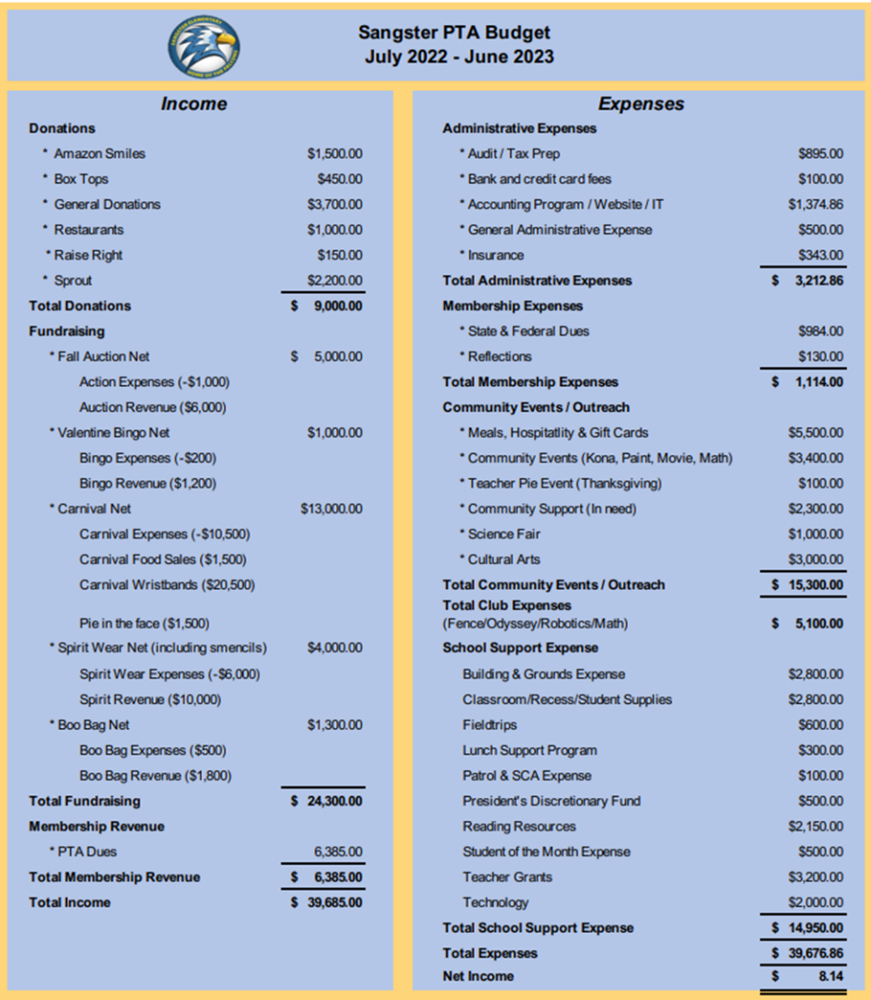 Sangster PTA Budget
July 2022 - June 2023
Income
Donations
* Amazon Smiles $1,500.00
* Box Tops $450.00
* General Donations $3,700.00
* Restaurants $1,000.00
* Raise Right $150.00
* Sprout $2,200.00
Total Donations $ 9,000.00
Fundraising
* Fall Auction Net $ 5,000.00
Action Expenses (-$1,000)
Auction Revenue ($6,000)
* Valentine Bingo Net $1,000.00
Bingo Expenses (-$200)
Bingo Revenue ($1,200)
* Carnival Net $13,000.00
Carnival Expenses (-$10,500)
Carnival Food Sales ($1,500)
Carnival Wristbands ($20,500)
Pie in the face ($1,500)
* Spirit Wear Net (including smencils) $4,000.00
Spirit Wear Expenses (-$6,000)
Spirit Revenue ($10,000)
* Boo Bag Net $1,300.00
Boo Bag Expenses ($500)
Boo Bag Revenue ($1,800)
Total Fundraising $ 24,300.00
Membership Revenue
* PTA Dues 6,385.00
Total Membership Revenue $ 6,385.00
Total Income $ 39,685.00
Expenses
Administrative Expenses
* Audit / Tax Prep $895.00
* Bank and credit card fees $100.00
* Accounting Program / Website / IT $1,374.86
* General Administrative Expense $500.00
* Insurance $343.00
Total Administrative Expenses $ 3,212.86
Membership Expenses
* State & Federal Dues $984.00
* Reflections $130.00
Total Membership Expenses $ 1,114.00
Community Events / Outreach
* Meals, Hospitatlity & Gift Cards $5,500.00
* Community Events (Kona, Paint, Movie, Math) $3,400.00
* Teacher Pie Event (Thanksgiving) $100.00
* Community Support (In need) $2,300.00
* Science Fair $1,000.00
* Cultural Arts $3,000.00
Total Community Events / Outreach $ 15,300.00
Total Club Expenses
(Fence/Odyssey/Robotics/Math) $ 5,100.00
School Support Expense
Building & Grounds Expense $2,800.00
Classroom/Recess/Student Supplies $2,800.00
Fieldtrips $600.00
Lunch Support Program $300.00
Patrol & SCA Expense $100.00
President's Discretionary Fund $500.00
Reading Resources $2,150.00
Student of the Month Expense $500.00
Teacher Grants $3,200.00
Technology $2,000.00
Total School Support Expense $ 14,950.00
Total Expenses $ 39,676.86
Net Income $ 8.14